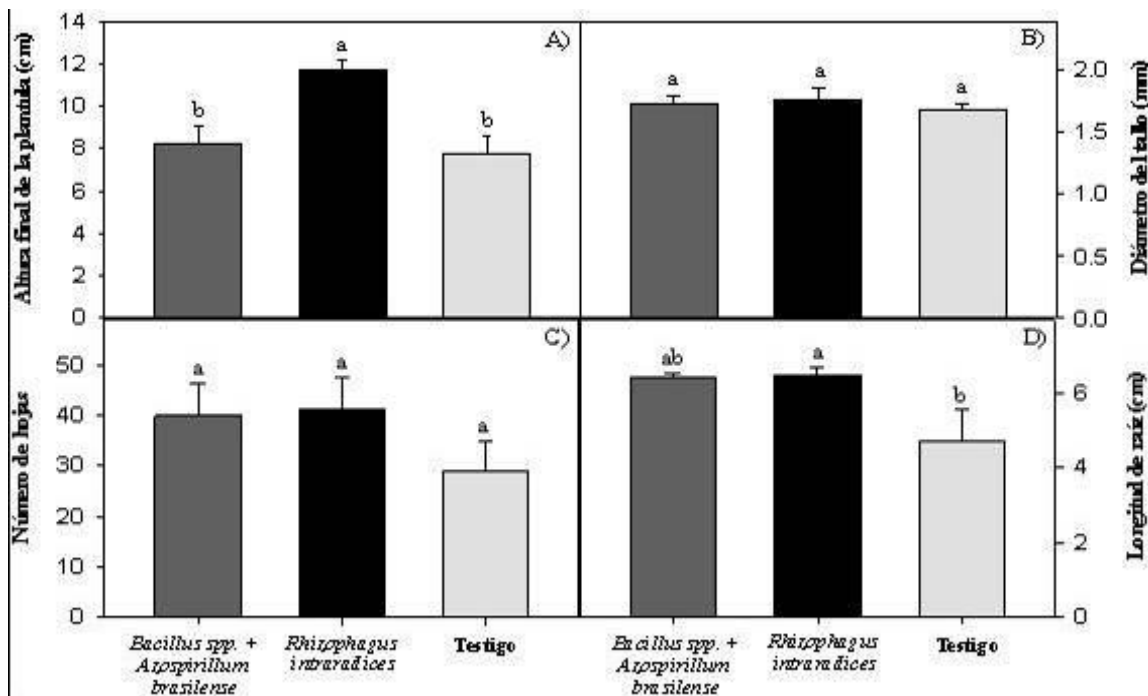 Altura final de la plántula (cm)
14
12
10
8
6
4
2
0
b
a
b
A)
a
a
a
B)
2.0
1.5
1.0
0.5
0.0
Diámetro del tallo (mm)
Número de hojas
50
40
30
20
10
0
a
a
a
C)
ab
a
b
D)
6
4
2
0
Longitud de raíz (cm)
Bacillus spp. +
Azospirillum
brasilense
Rhizophagus
intraradices
Testigo
Bacillus spp. +
Azospirillum
brasilense
Rhizophagus
intraradices
Testigo